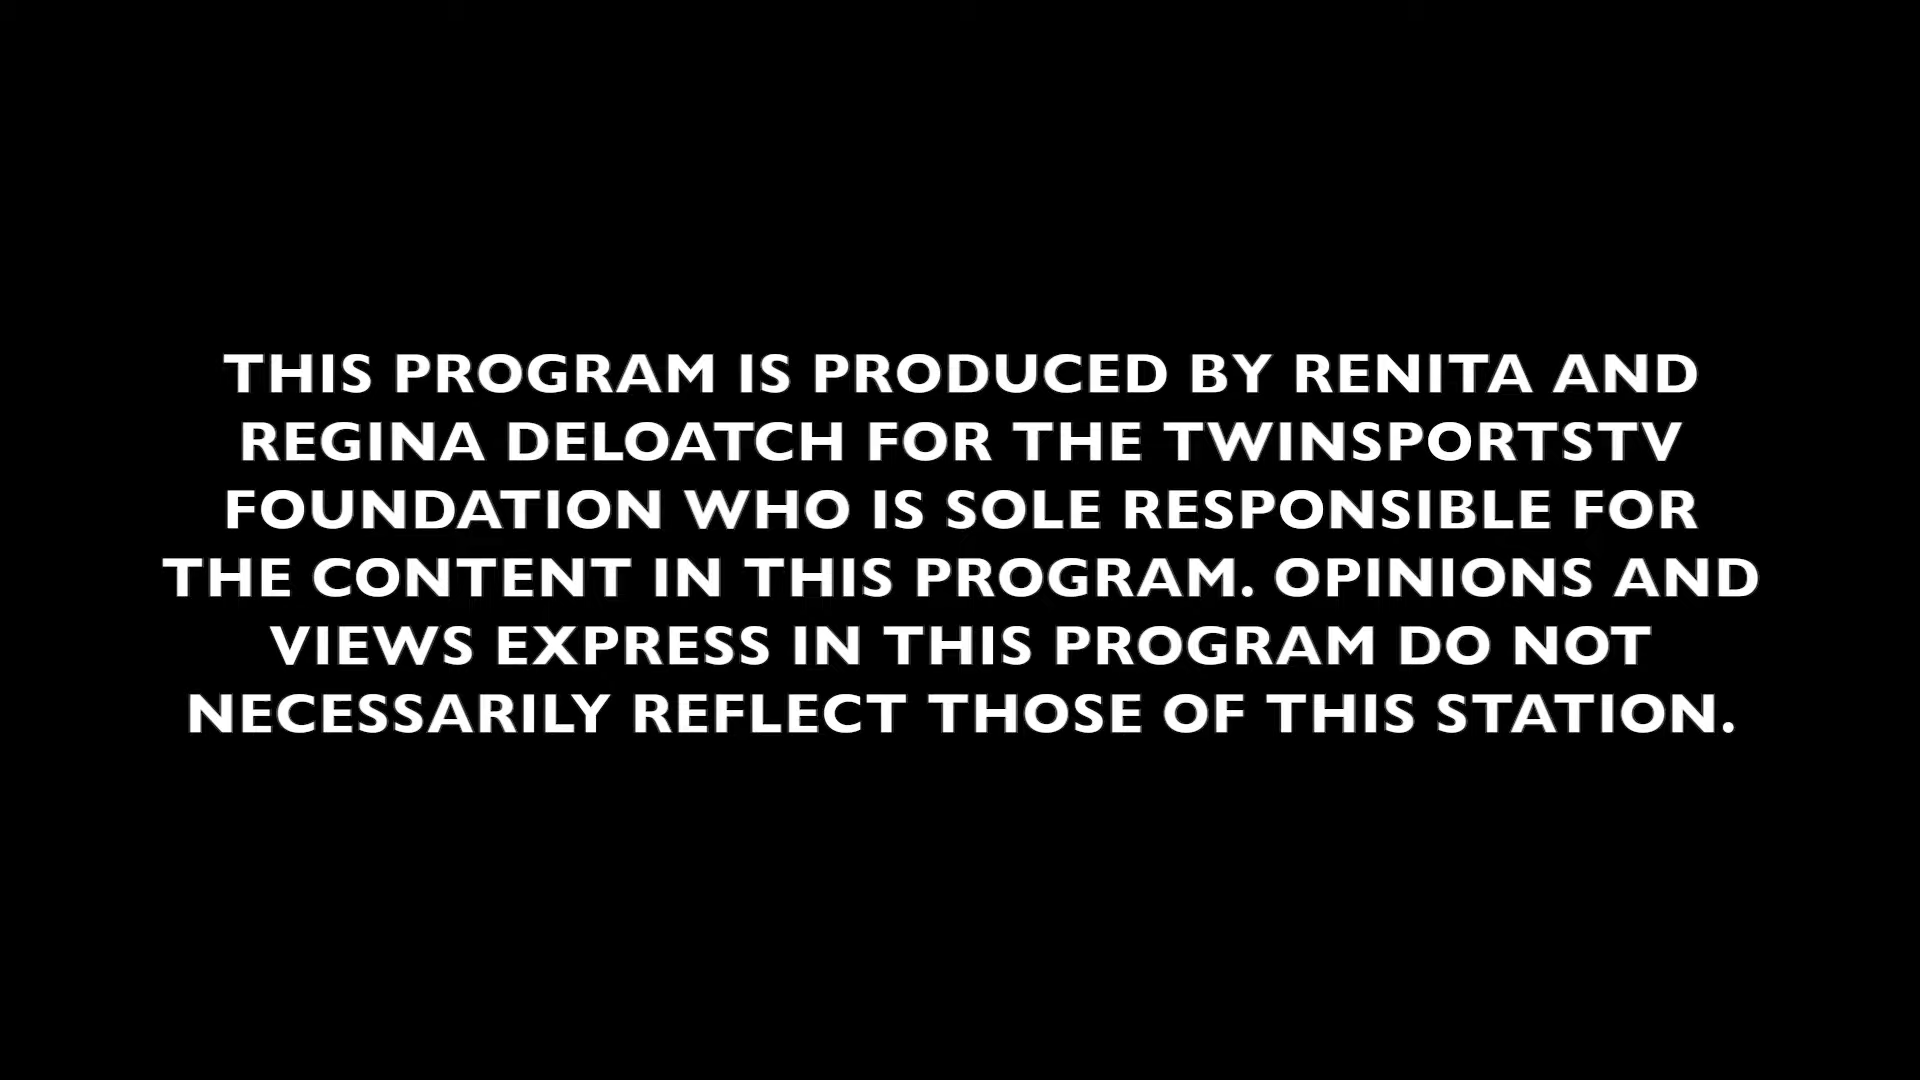 THIS PROGRAM IS PRODUCED BY RENITA AND
REGINA DELOATCH FOR THE TWINSPORTSTV
FOUNDATION WHO IS SOLE RESPONSIBLE FOR
THE CONTENT IN THIS PROGRAM. OPINIONS AND
VIEWS EXPRESS IN THIS PROGRAM DO NOT
NECESSARILY REFLECT THOSE OF THIS STATION.